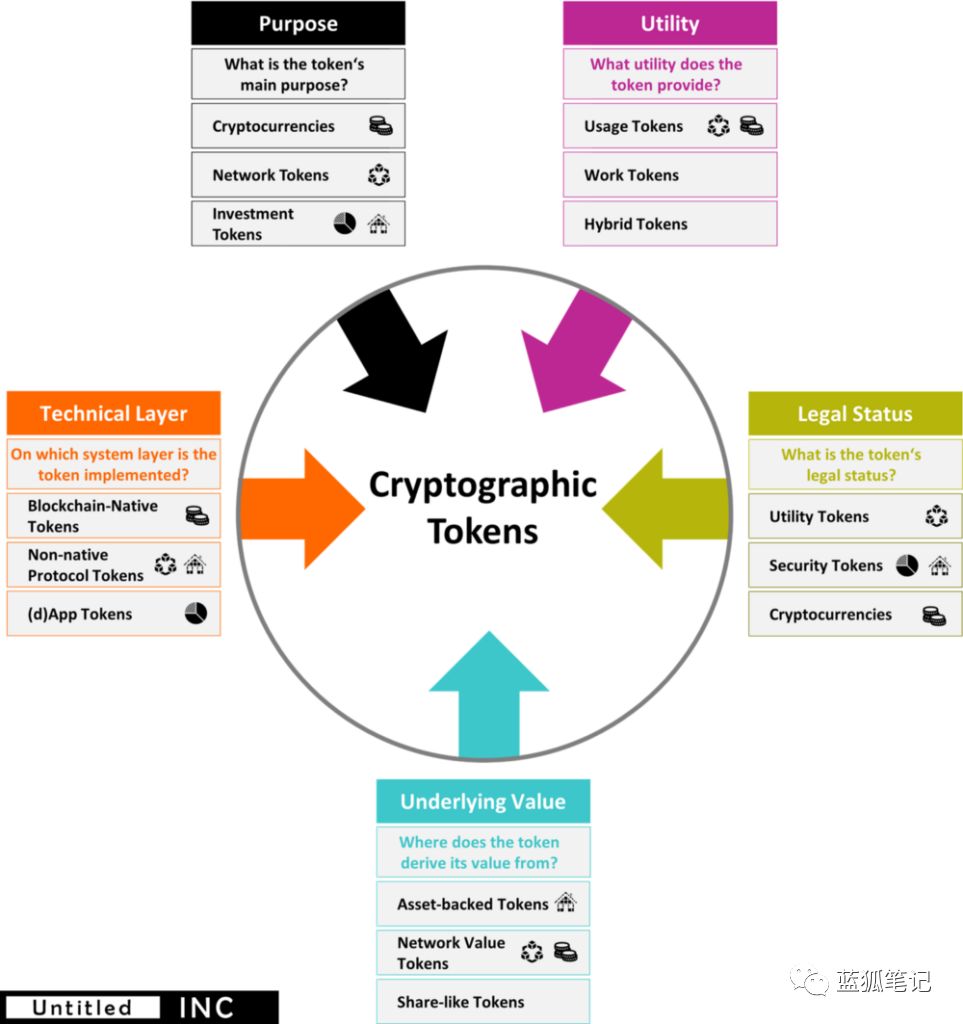 Purpose
What is the token‘s
main purpose?
Cryptocurrencies
Network Tokens
Investment
Tokens
Utility
What utility does the
token provide?
Usage Tokens
Work Tokens
Hybrid Tokens
Technical Layer
On which system layer is the
token implemented?
Blockchain-Native
Tokens
Non-native
Protocol Tokens
(d)App Tokens
Cryptographic
Tokens
Legal Status
What is the token‘s
legal status?
Utility Tokens
Security Tokens
Cryptocurrencies
Underlying Value
Where does the token
derive its value from?
Asset-backed Tokens
Network Value
Tokens
Share-like Tokens
Untitled INC
蓝狐笔记